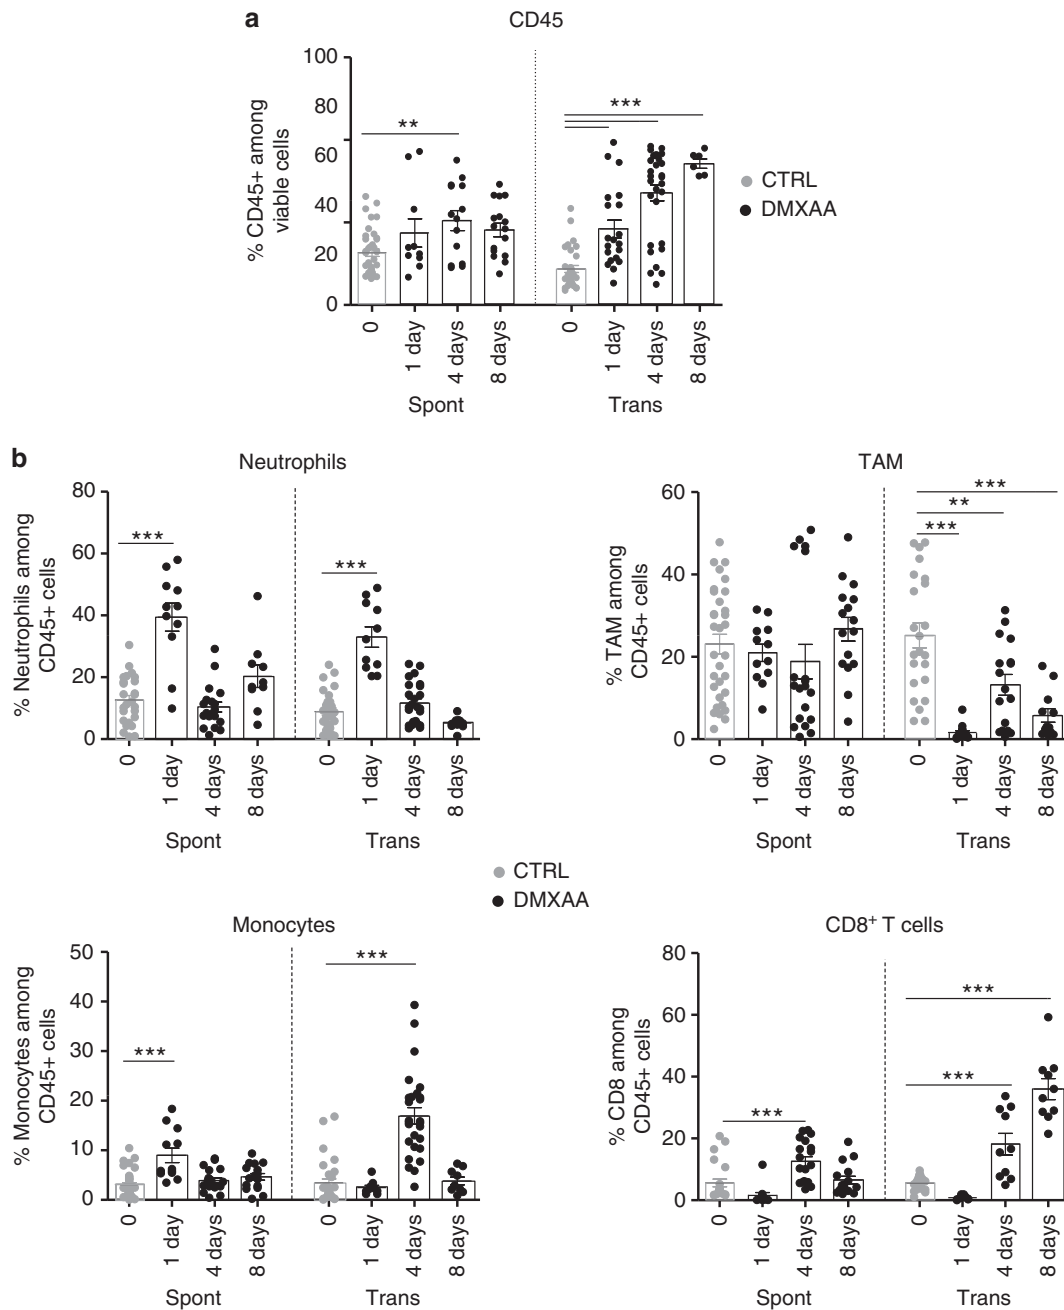 a
CD45
% CD45+ among
viable cells
100
80
60
40
20
0
**
***
CTRL
DMXAA
0
1 day
4 days
8 days
0
1 day
4 days
8 days
Spont
Trans
b
Neutrophils
% Neutrophils among
CD45+ cells
80
60
40
20
0
***
***
0
1 day
4 days
8 days
0
1 day
4 days
8 days
Spont
Trans
TAM
% TAM among
CD45+ cells
60
40
20
0
***
**
***
0
1 day
4 days
8 days
0
1 day
4 days
8 days
Spont
Trans
CTRL
DMXAA
Monocytes
% Monocytes among
CD45+ cells
50
40
30
20
10
0
***
***
0
1 day
4 days
8 days
0
1 day
4 days
8 days
Spont
Trans
CD8+ T cells
% CD8 among
CD45+ cells
80
60
40
20
0
***
***
***
0
1 day
4 days
8 days
0
1 day
4 days
8 days
Spont
Trans